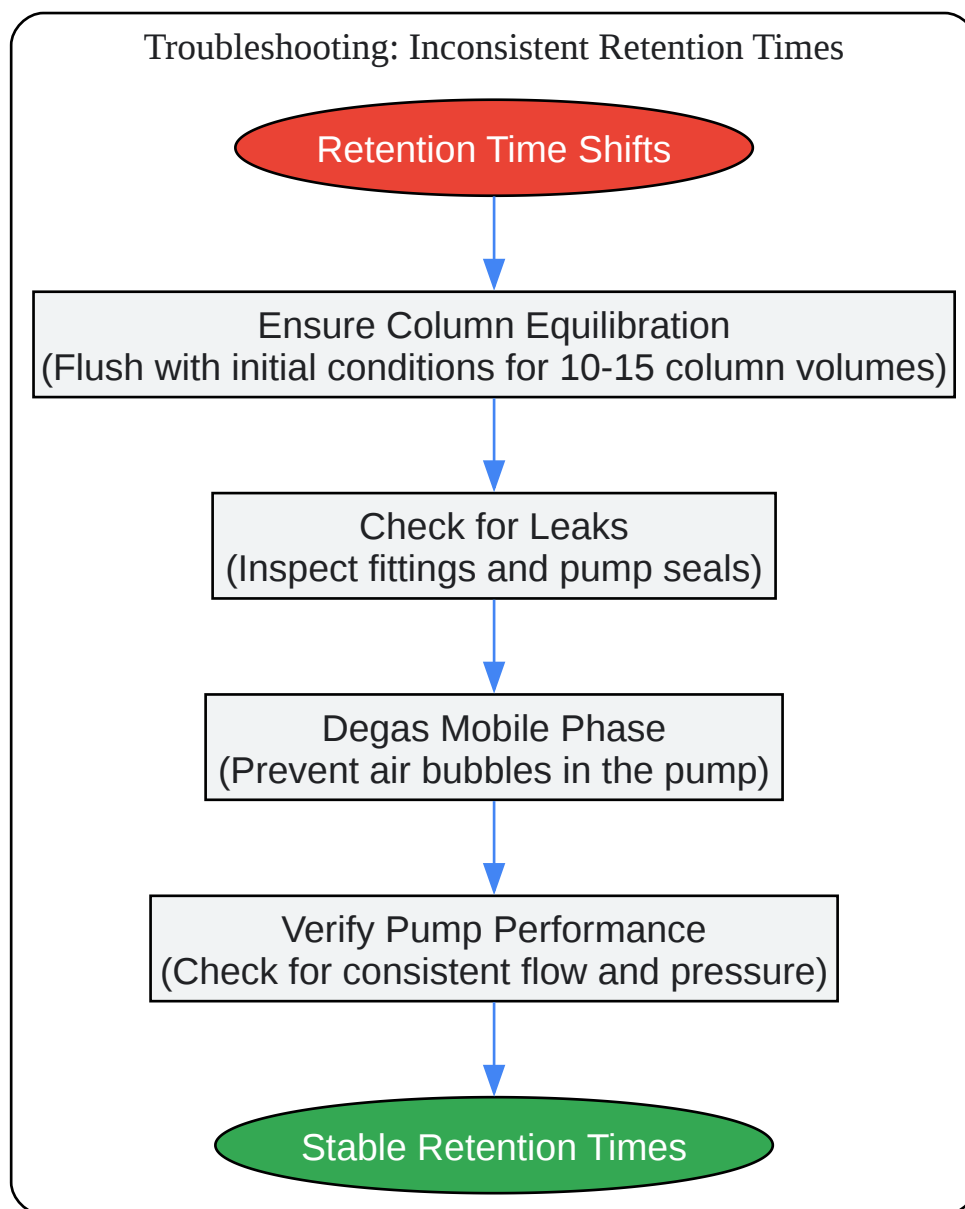 Troubleshooting: Inconsistent Retention Times
Retention Time Shifts
Ensure Column Equilibration
(Flush with initial conditions for 10-15 column volumes)
Check for Leaks
(Inspect fittings and pump seals)
Degas Mobile Phase
(Prevent air bubbles in the pump)
Verify Pump Performance
(Check for consistent flow and pressure)
Stable Retention Times